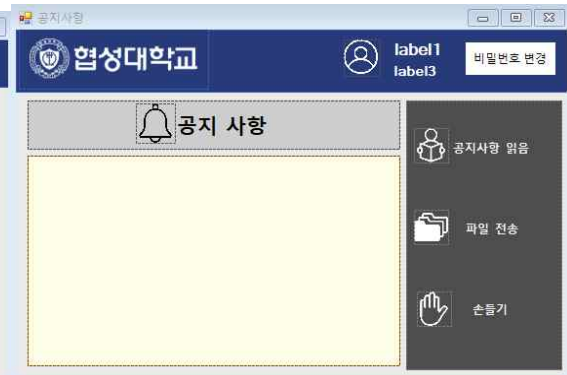 공지사항
협성대학교
label1
label3
비밀번호 변경
공지 사항
공지사항 읽음
파일 전송
손들기